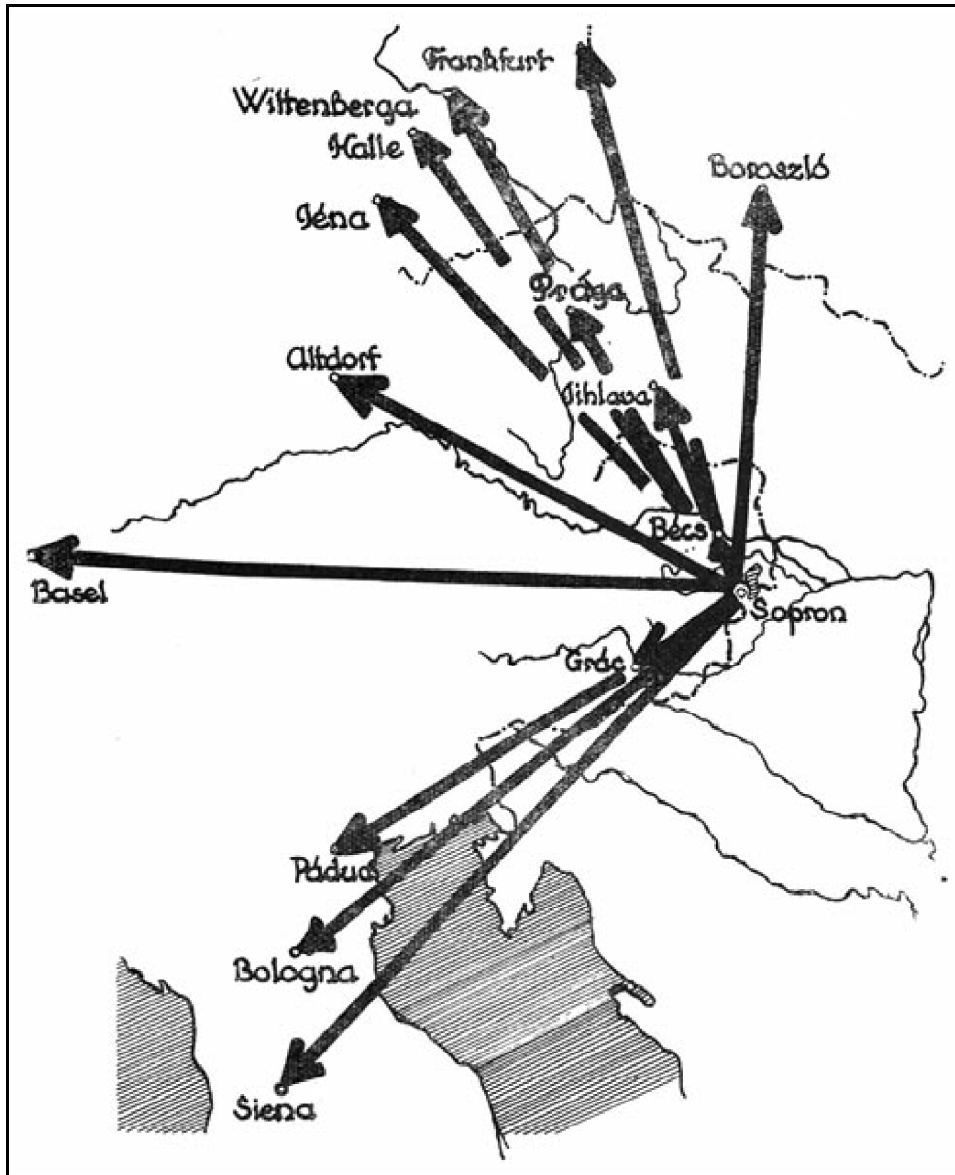 Frankfurt
Wittenberga
Halle
Boroszló
Jéna
Prága
Altdorf
Jihlava
Bécs
Basel
Sopron
Grác
Pádua
Bologna
Siena